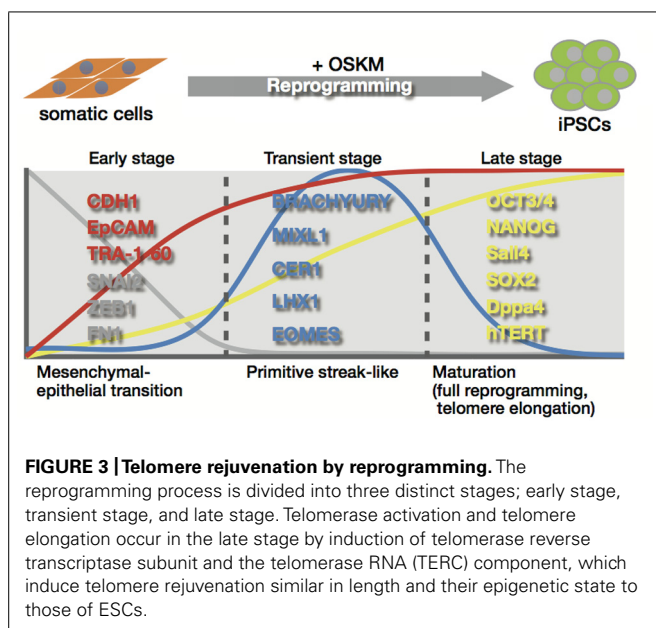 + OSKM
Reprogramming
somatic cells
iPSCs
Early stage
Transient stage
Late stage
CDH1
EpCAM
TRA-1-60
SNAI2
ZEB1
FN1
BRACHYURY
MIXL1
CER1
LHX1
EOMES
OCT3/4
NANOG
Sall4
SOX2
Dppa4
hTERT
Mesenchymal-
epithelial transition
Primitive streak-like
Maturation
(full reprogramming,
telomere elongation)
FIGURE 3 | Telomere rejuvenation by reprogramming. The
reprogramming process is divided into three distinct stages; early stage,
transient stage, and late stage. Telomerase activation and telomere
elongation occur in the late stage by induction of telomerase reverse
transcriptase subunit and the telomerase RNA (TERC) component, which
induce telomere rejuvenation similar in length and their epigenetic state to
those of ESCs.